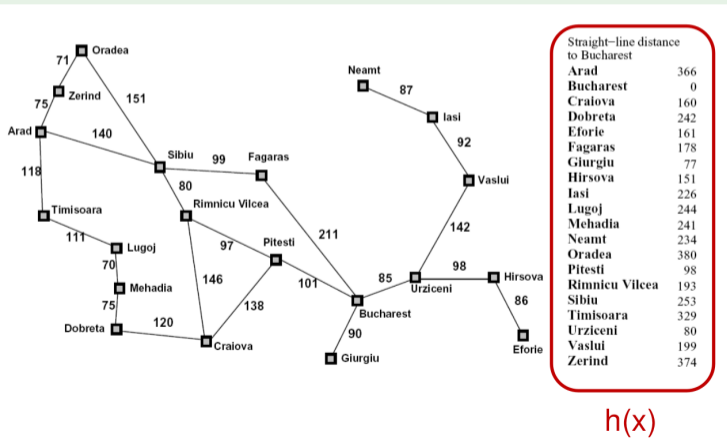 Oradea
71
Zerind
75
151
Arad
140
118
Sibiu
99
Fagaras
80
Rimnicu Vilcea
Timisoara
111
Lugoj
70
Mehadia
75
Dobreta
120
Craiova
146
97
Pitesti
138
101
211
Bucharest
90
Giurgiu
85
Urziceni
98
Hirsova
86
Eforie
142
Vaslui
92
Iasi
87
Neamt
Straight−line distance
to Bucharest
Arad 366
Bucharest 0
Craiova 160
Dobreta 242
Eforie 161
Fagaras 178
Giurgiu 77
Hirsova 151
Iasi 226
Lugoj 244
Mehadia 241
Neamt 234
Oradea 380
Pitesti 98
Rimnicu Vilcea 193
Sibiu 253
Timisoara 329
Urziceni 80
Vaslui 199
Zerind 374
h(x)